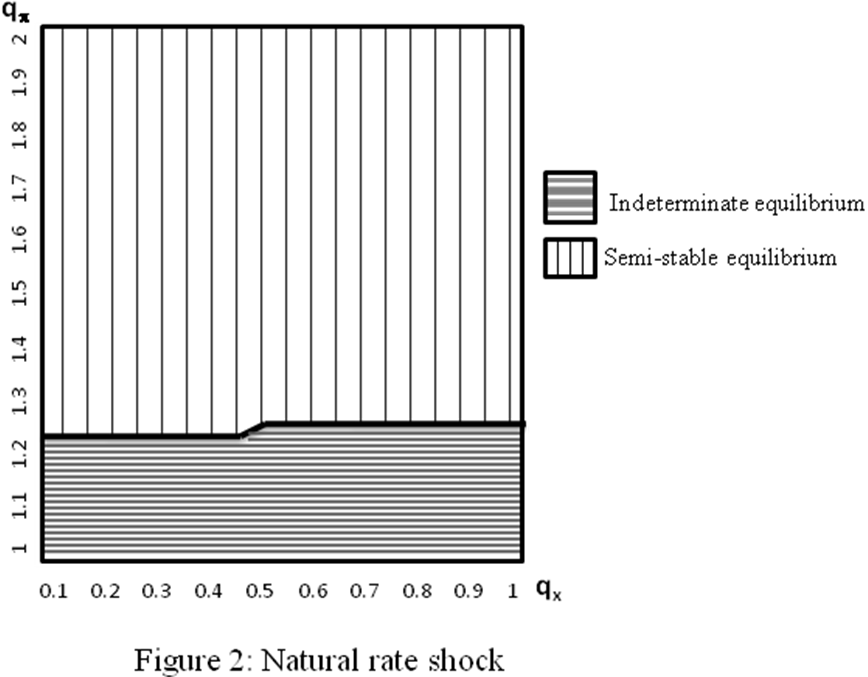 qπ
2
1.9
1.8
1.7
1.6
1.5
1.4
1.3
1.2
1.1
1
Indeterminate equilibrium
Semi-stable equilibrium
0.1 0.2 0.3 0.4 0.5 0.6 0.7 0.8 0.9 1 qx
Figure 2: Natural rate shock